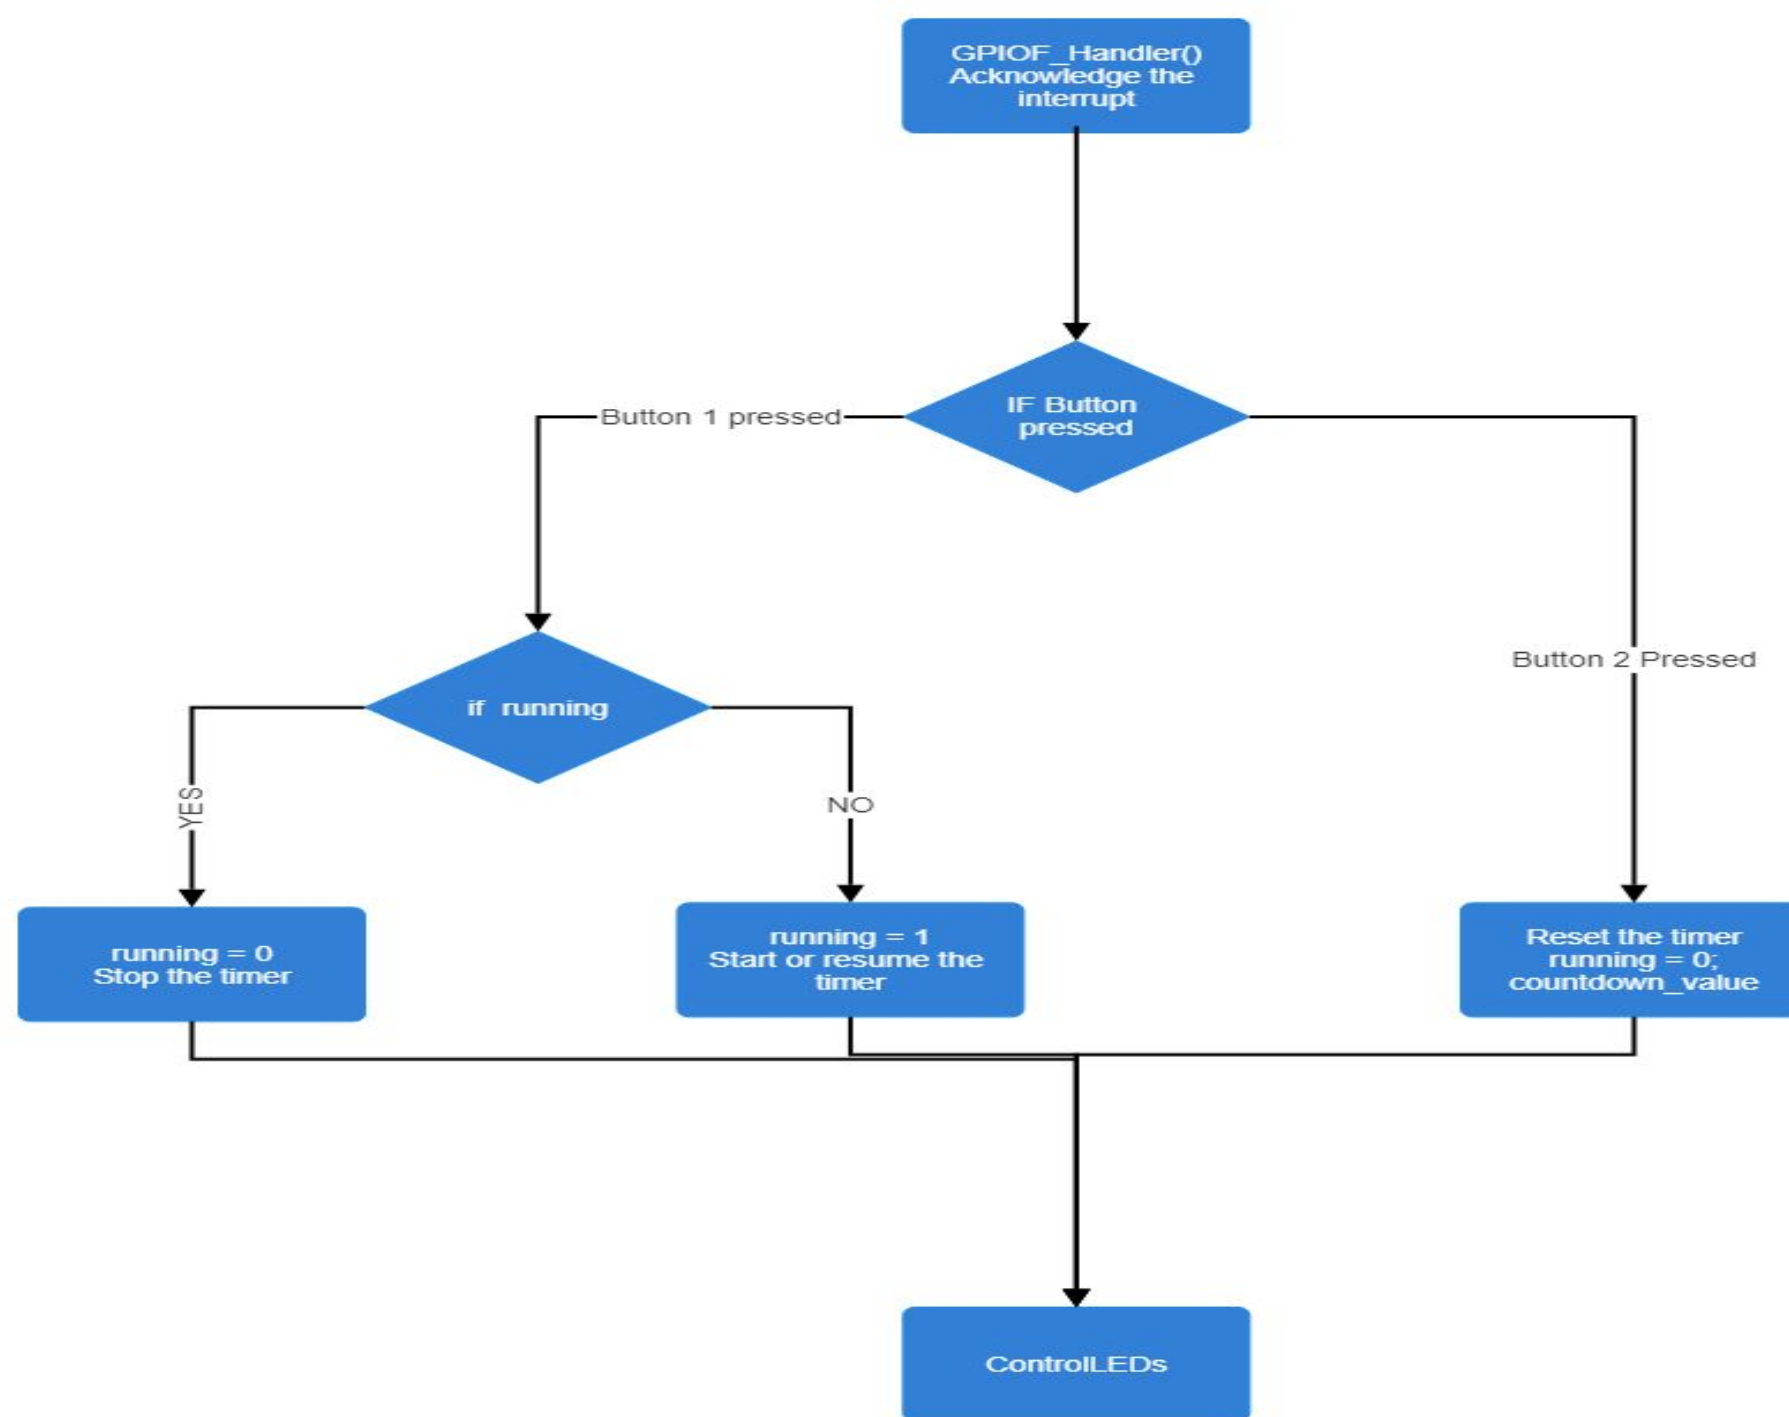 GPIOF_Handler()
Acknowledge the
interrupt
IF Button
pressed
Button 1 pressed
Button 2 Pressed
if  running
YES
NO
running = 0
Stop the timer
running = 1
Start or resume the
timer
Reset the timer
running = 0;
countdown_value
ControlLEDs